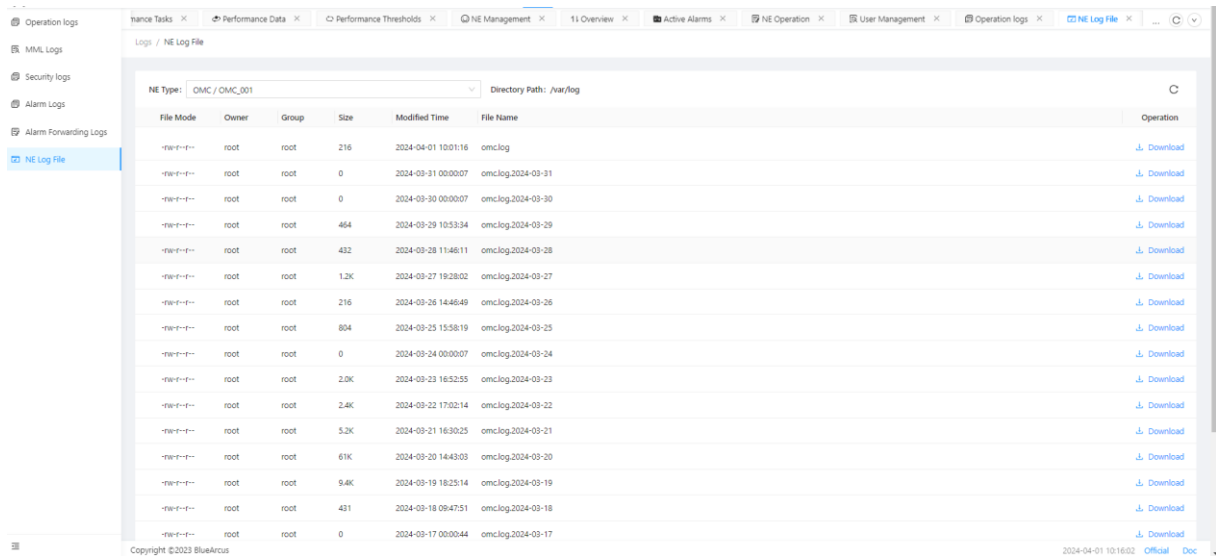 Operation logs
MML Logs
Security logs
Alarm Logs
Alarm Forwarding Logs
NE Log File
mance Tasks Performance Data Performance Thresholds NE Management Overview Active Alarms NE Operation User Management Operation logs NE Log File ...
Logs / NE Log File
NE Type: OMC / OMC_001 Directory Path: /var/log
File Mode Owner Group Size Modified Time File Name Operation
-rw-r--r-- root root 216 2024-04-01 10:01:16 omc.log Download
-rw-r--r-- root root 0 2024-03-31 00:00:07 omc.log.2024-03-31 Download
-rw-r--r-- root root 0 2024-03-30 00:00:07 omc.log.2024-03-30 Download
-rw-r--r-- root root 464 2024-03-29 10:53:34 omc.log.2024-03-29 Download
-rw-r--r-- root root 432 2024-03-28 11:46:11 omc.log.2024-03-28 Download
-rw-r--r-- root root 1.2K 2024-03-27 19:28:02 omc.log.2024-03-27 Download
-rw-r--r-- root root 216 2024-03-26 14:46:49 omc.log.2024-03-26 Download
-rw-r--r-- root root 804 2024-03-25 15:58:19 omc.log.2024-03-25 Download
-rw-r--r-- root root 0 2024-03-24 00:00:07 omc.log.2024-03-24 Download
-rw-r--r-- root root 2.0K 2024-03-23 16:52:55 omc.log.2024-03-23 Download
-rw-r--r-- root root 2.4K 2024-03-22 17:02:14 omc.log.2024-03-22 Download
-rw-r--r-- root root 5.2K 2024-03-21 16:30:25 omc.log.2024-03-21 Download
-rw-r--r-- root root 61K 2024-03-20 14:43:03 omc.log.2024-03-20 Download
-rw-r--r-- root root 9.4K 2024-03-19 18:25:14 omc.log.2024-03-19 Download
-rw-r--r-- root root 431 2024-03-18 09:47:51 omc.log.2024-03-18 Download
-rw-r--r-- root root 0 2024-03-17 00:00:44 omc.log.2024-03-17 Download
Copyright ©2023 BlueArcus 2024-04-01 10:16:02 Official Doc